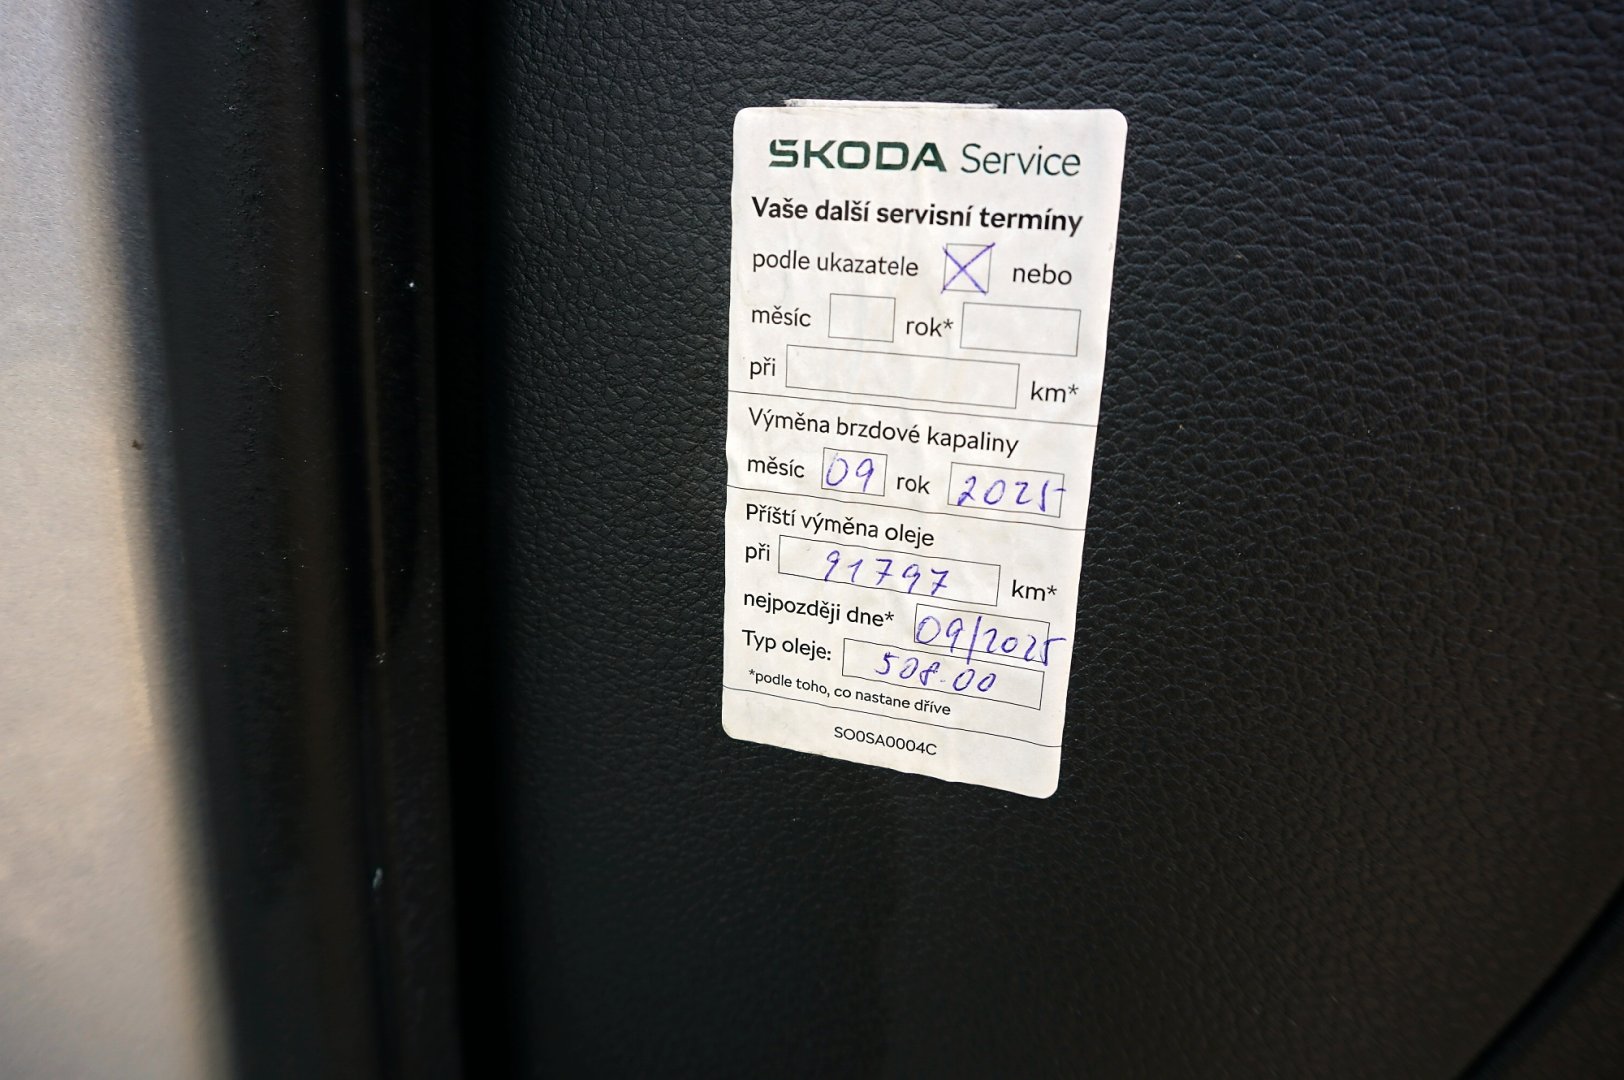 ŠKODA Service
Vaše další servisní termíny
podle ukazatele X nebo
měsíc rok*
při km*
Výměna brzdové kapaliny
měsíc 09 rok 2025
Příští výměna oleje
při 91797 km*
nejpozději dne* 09/2025
Typ oleje: 508.00
*podle toho, co nastane dříve
SO0SA0004C